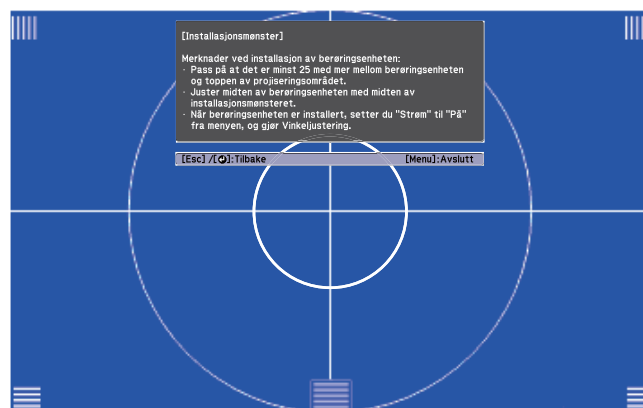 [Installasjonsmønster]
Merknader ved installasjon av berøringsenheten:
· Pass på at det er minst 25 med mer mellom berøringsenheten
og toppen av projiseringsområdet.
· Juster midten av berøringsenheten med midten av
installasjonsmønsteret.
· Når berøringsenheten er installert, setter du "Strøm" til "På"
fra menyen, og gjør Vinkeljustering.
[Esc] /[⮐]:Tilbake [Menu]:Avslutt